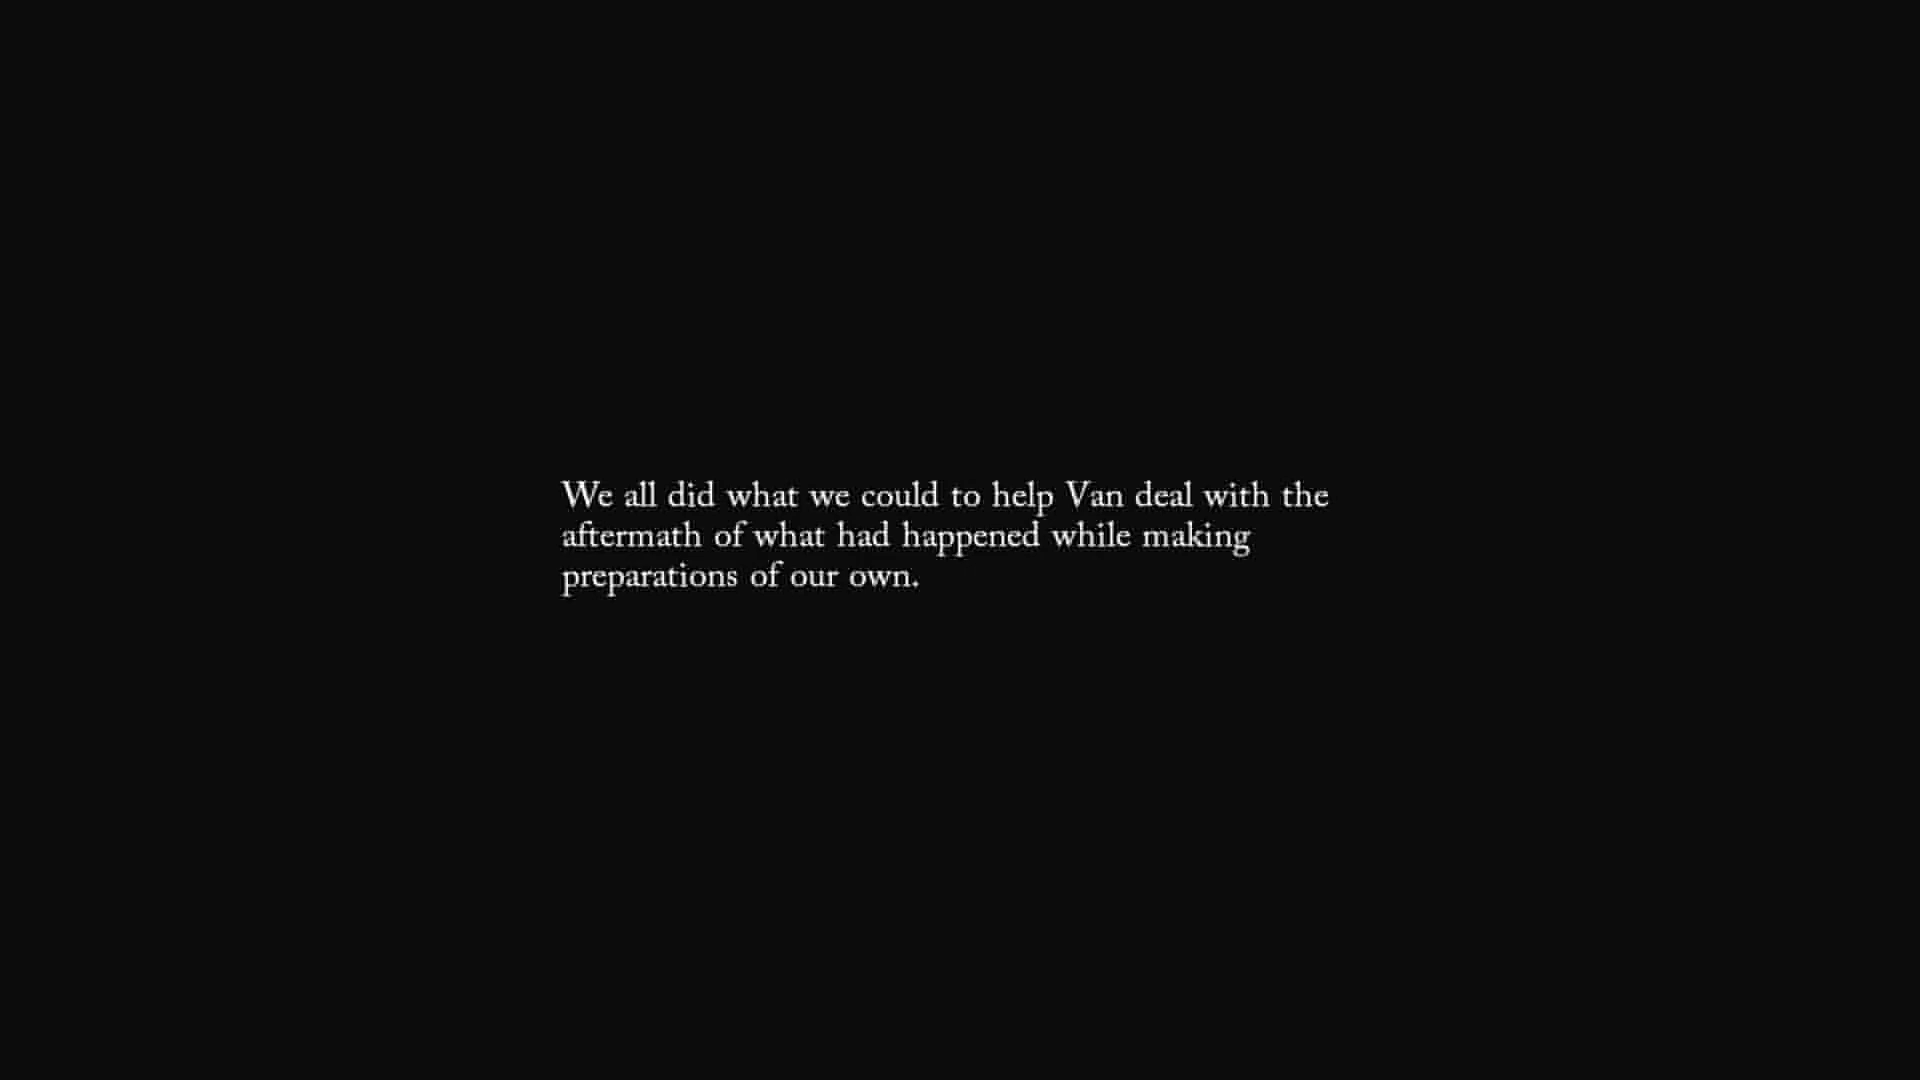 We all did what we could to help Van deal with the
aftermath of what had happened while making
preparations of our own.